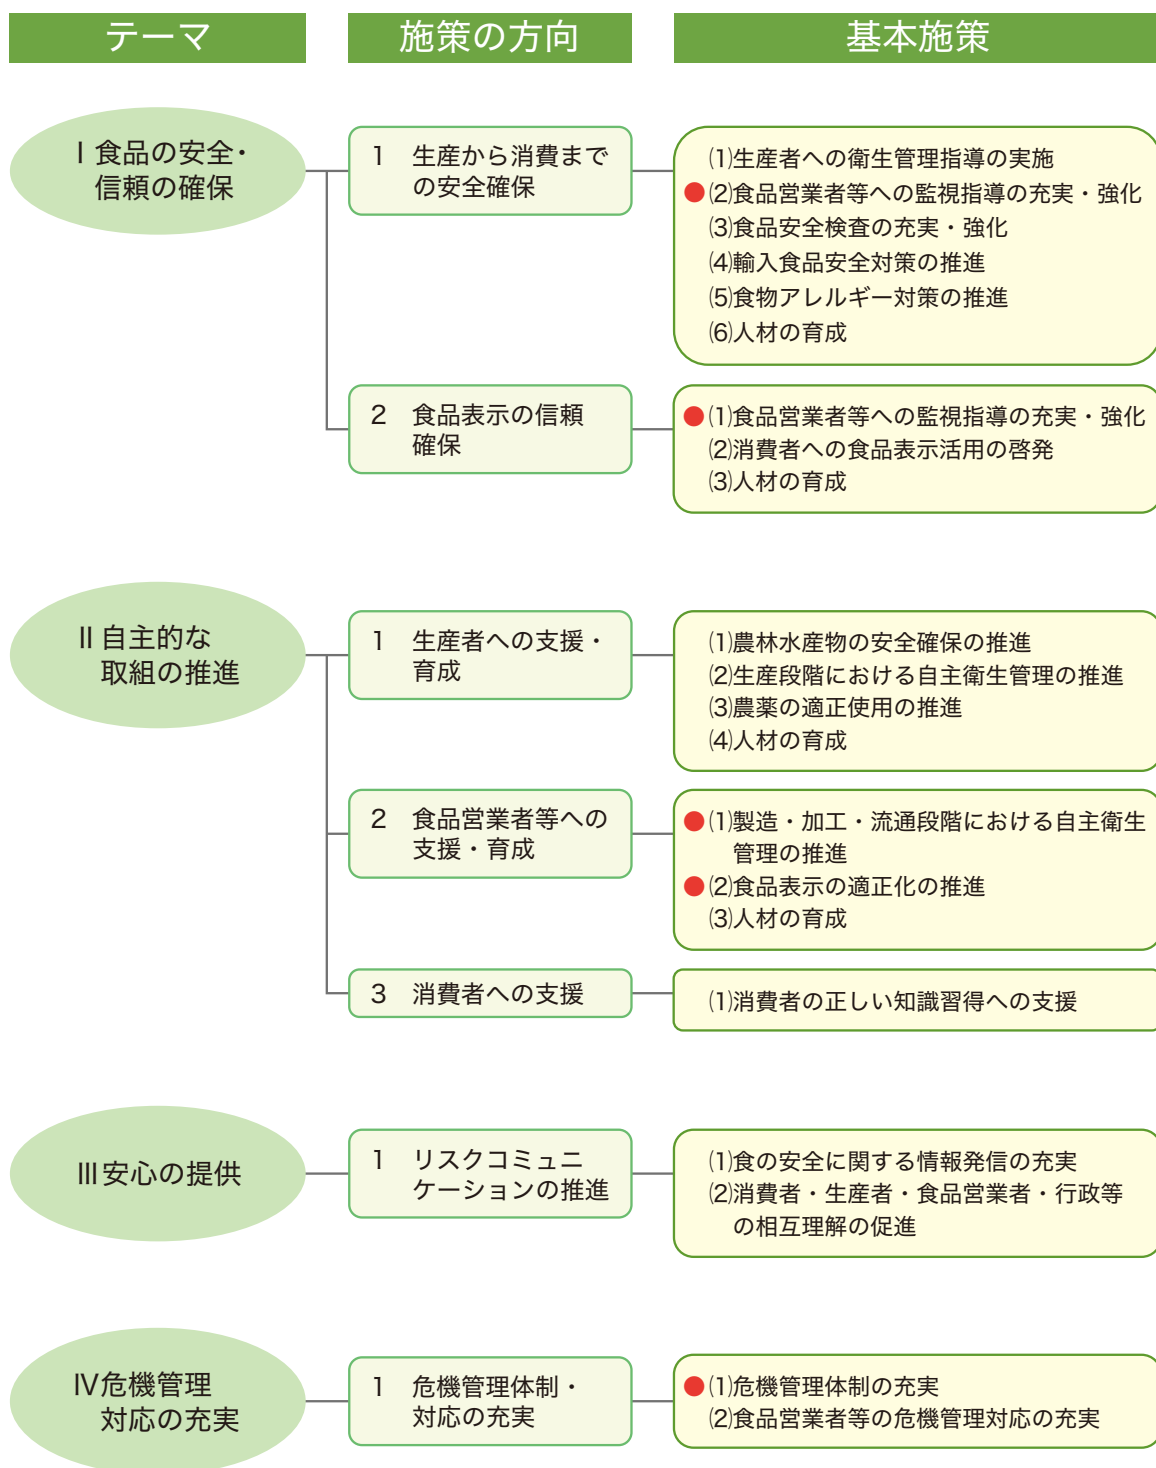 テーマ
施策の方向
基本施策
Ⅰ 食品の安全・
信頼の確保
1 生産から消費まで
の安全確保
⑴生産者への衛生管理指導の実施
●⑵食品営業者等への監視指導の充実・強化
⑶食品安全検査の充実・強化
⑷輸入食品安全対策の推進
⑸食物アレルギー対策の推進
⑹人材の育成
2 食品表示の信頼
確保
●⑴食品営業者等への監視指導の充実・強化
⑵消費者への食品表示活用の啓発
⑶人材の育成
Ⅱ 自主的な
取組の推進
1 生産者への支援・
育成
⑴農林水産物の安全確保の推進
⑵生産段階における自主衛生管理の推進
⑶農薬の適正使用の推進
⑷人材の育成
2 食品営業者等への
支援・育成
●⑴製造・加工・流通段階における自主衛生
管理の推進
●⑵食品表示の適正化の推進
⑶人材の育成
3 消費者への支援
⑴消費者の正しい知識習得への支援
Ⅲ安心の提供
1 リスクコミュニ
ケーションの推進
⑴食の安全に関する情報発信の充実
⑵消費者・生産者・食品営業者・行政等
の相互理解の促進
Ⅳ危機管理
対応の充実
1 危機管理体制・
対応の充実
●⑴危機管理体制の充実
⑵食品営業者等の危機管理対応の充実